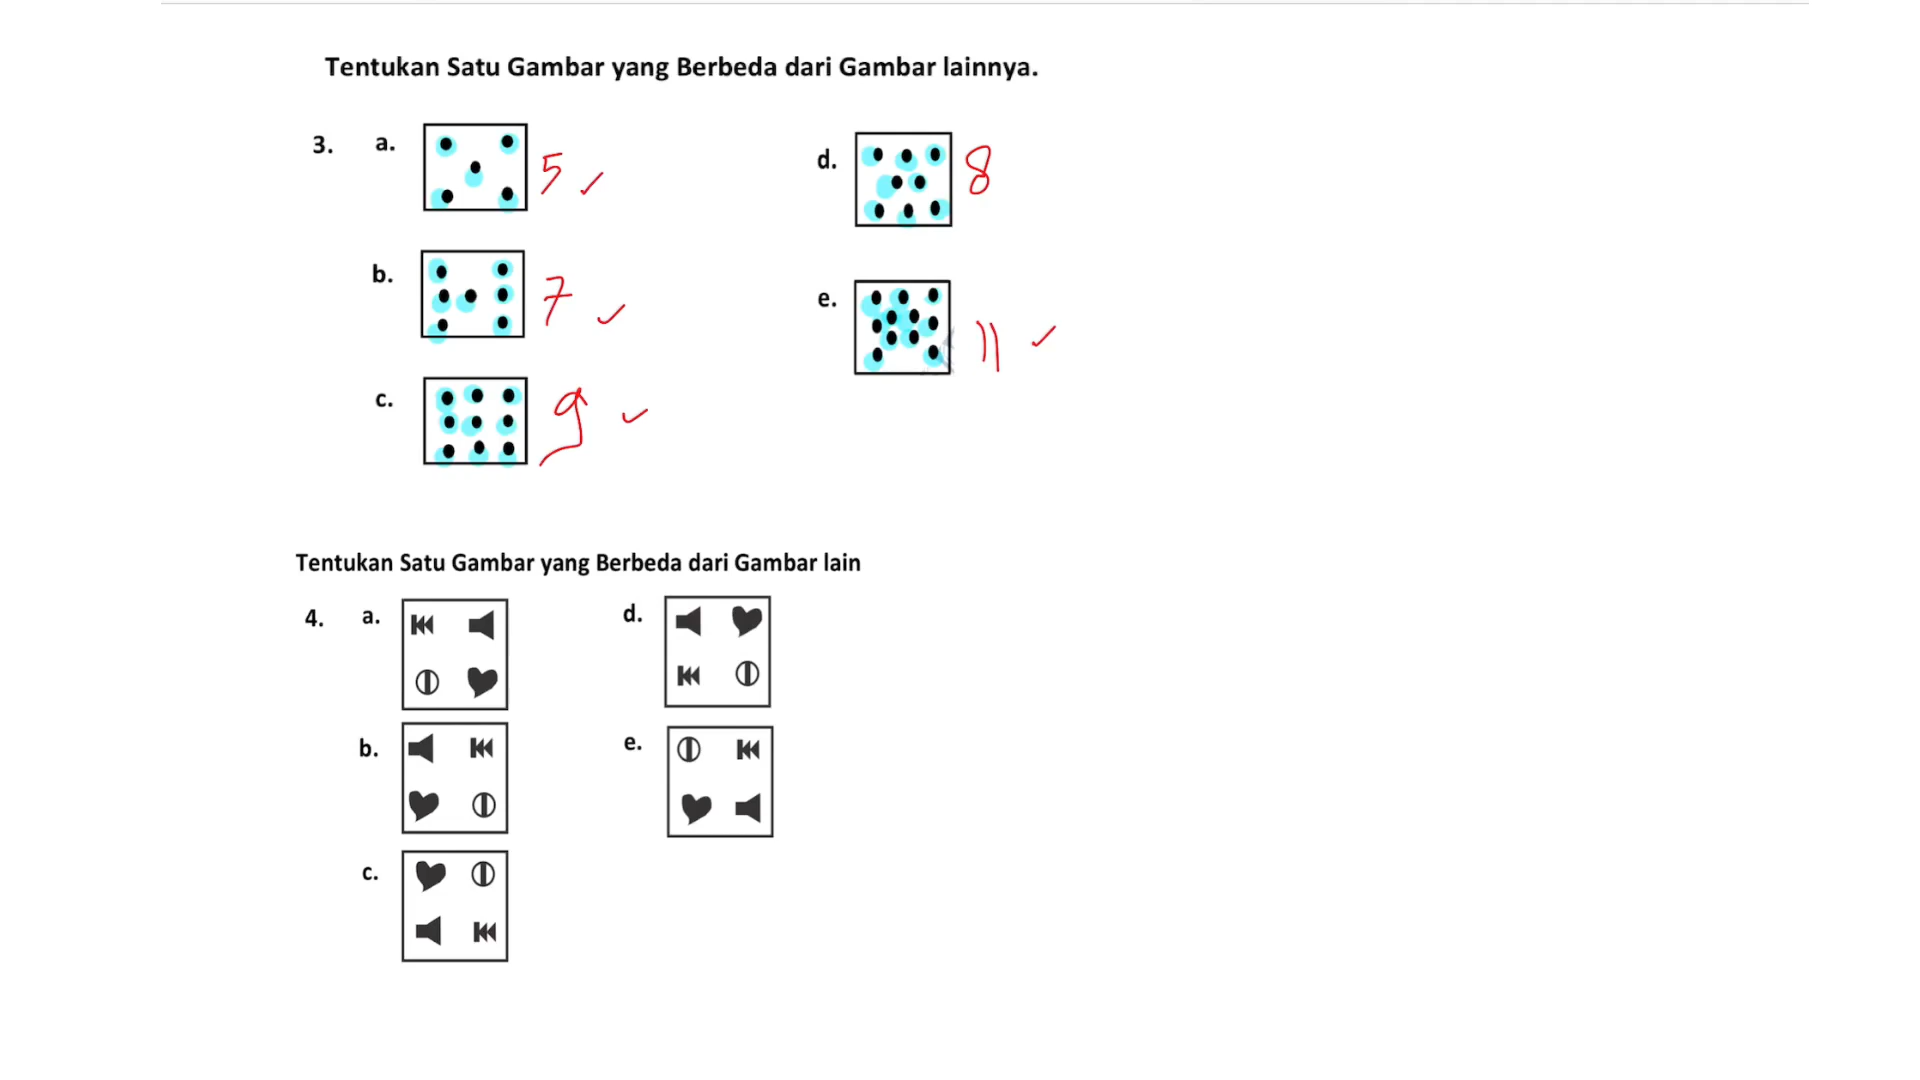 Tentukan Satu Gambar yang Berbeda dari Gambar lainnya.
3. a. 5
b. 7
c. 9
d. 8
e. 11
Tentukan Satu Gambar yang Berbeda dari Gambar lain
4. a.
b.
c.
d.
e.